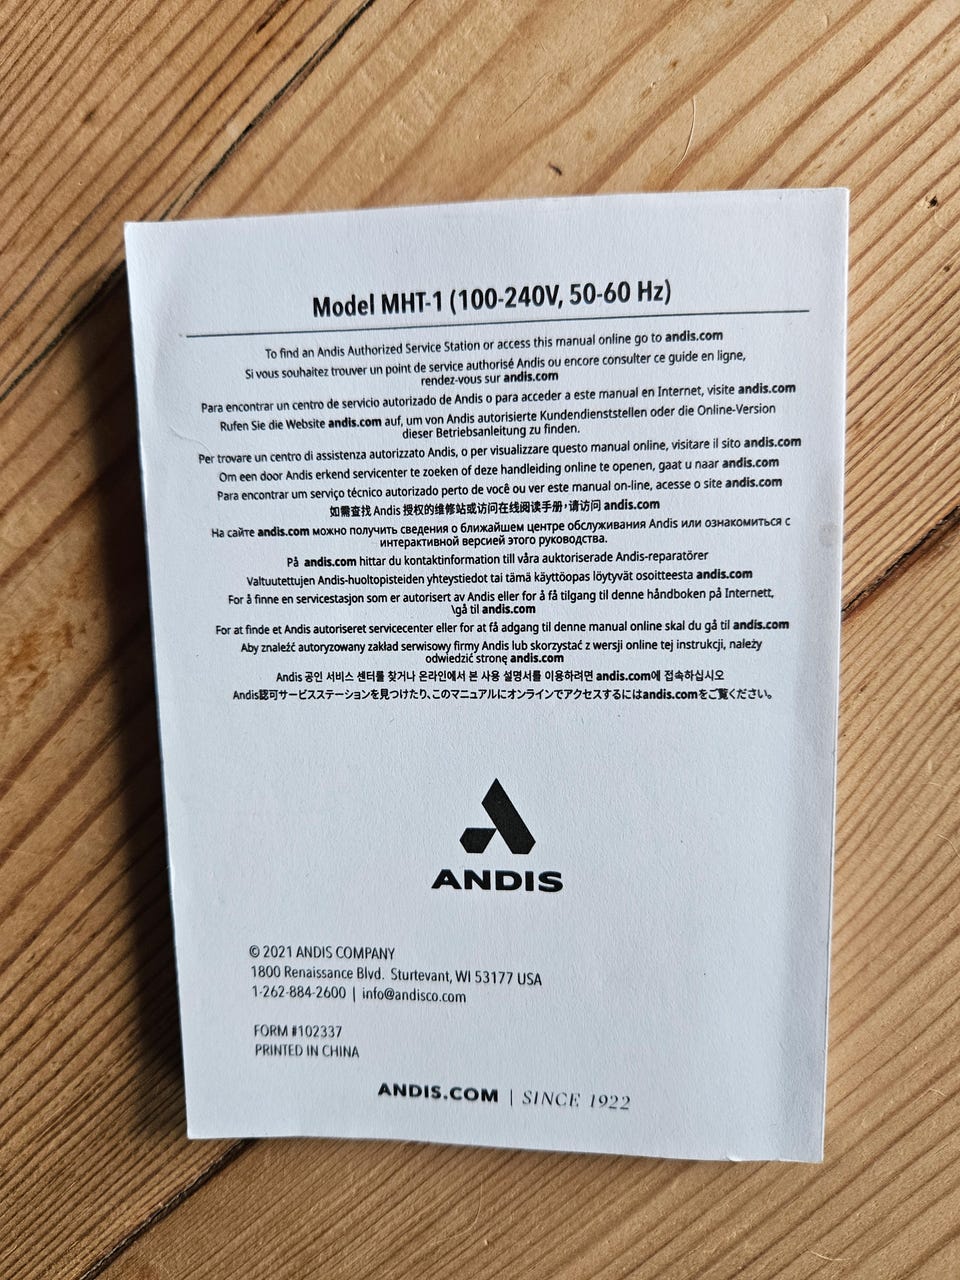 Model MHT-1 (100-240V, 50-60 Hz)
To find an Andis Authorized Service Station or access this manual online go to andis.com
Si vous souhaitez trouver un point de service authorisé Andis ou encore consulter ce guide en ligne,
rendez-vous sur andis.com
Para encontrar un centro de servicio autorizado de Andis o para acceder a este manual en Internet, visite andis.com
Rufen Sie die Website andis.com auf, um von Andis autorisierte Kundendienststellen oder die Online-Version
dieser Betriebsanleitung zu finden.
Per trovare un centro di assistenza autorizzato Andis, o per visualizzare questo manual online, visitare il sito andis.com
Om een door Andis erkend servicenter te zoeken of deze handleiding online te openen, gaat u naar andis.com
Para encontrar um serviço técnico autorizado perto de você ou ver este manual on-line, acesse o site andis.com
如需查找 Andis 授权的维修站或访问在线阅读手册，请访问 andis.com
На сайте andis.com можно получить сведения о ближайшем центре обслуживания Andis или ознакомиться с
интерактивной версией этого руководства.
På andis.com hittar du kontaktinformation till våra auktoriserade Andis-reparatörer
Valtuutettujen Andis-huoltopisteiden yhteystiedot tai tämä käyttöopas löytyvät osoitteesta andis.com
For å finne en servicestasjon som er autorisert av Andis eller for å få tilgang til denne håndboken på Internett,
\gå til andis.com
For at finde et Andis autoriseret servicecenter eller for at få adgang til denne manual online skal du gå til andis.com
Aby znaleźć autoryzowany zakład serwisowy firmy Andis lub skorzystać z wersji online tej instrukcji, należy
odwiedzić stronę andis.com
Andis 공인 서비스 센터를 찾거나 온라인에서 본 사용 설명서를 이용하려면 andis.com에 접속하십시오
Andis認可サービスステーションを見つけたり、このマニュアルにオンラインでアクセスするにはandis.comをご覧ください。
ANDIS
© 2021 ANDIS COMPANY
1800 Renaissance Blvd. Sturtevant, WI 53177 USA
1-262-884-2600 | info@andisco.com
FORM #102337
PRINTED IN CHINA
ANDIS.COM | SINCE 1922